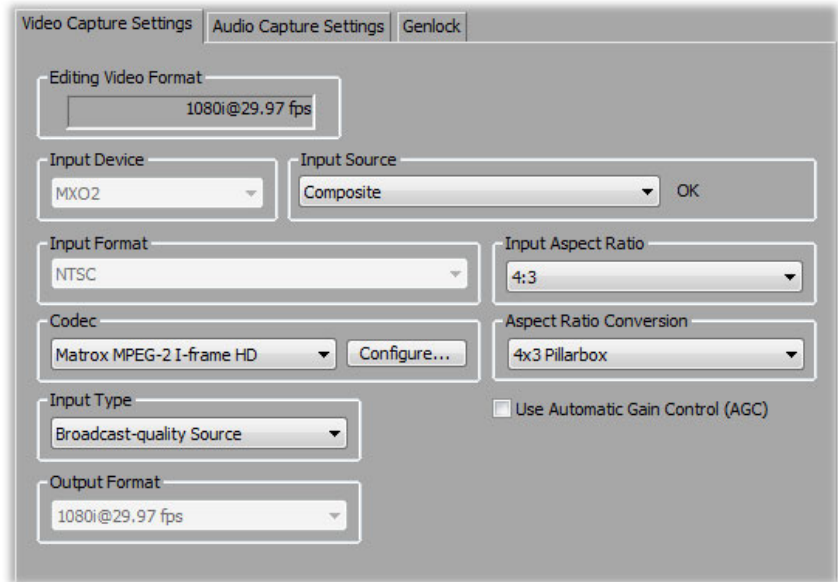 Video Capture Settings Audio Capture Settings Genlock
Editing Video Format
1080i@29.97 fps
Input Device Input Source
MXO2 Composite OK
Input Format Input Aspect Ratio
NTSC 4:3
Codec Aspect Ratio Conversion
Matrox MPEG-2 I-frame HD Configure... 4x3 Pillarbox
Input Type
Use Automatic Gain Control (AGC)
Broadcast-quality Source
Output Format
1080i@29.97 fps